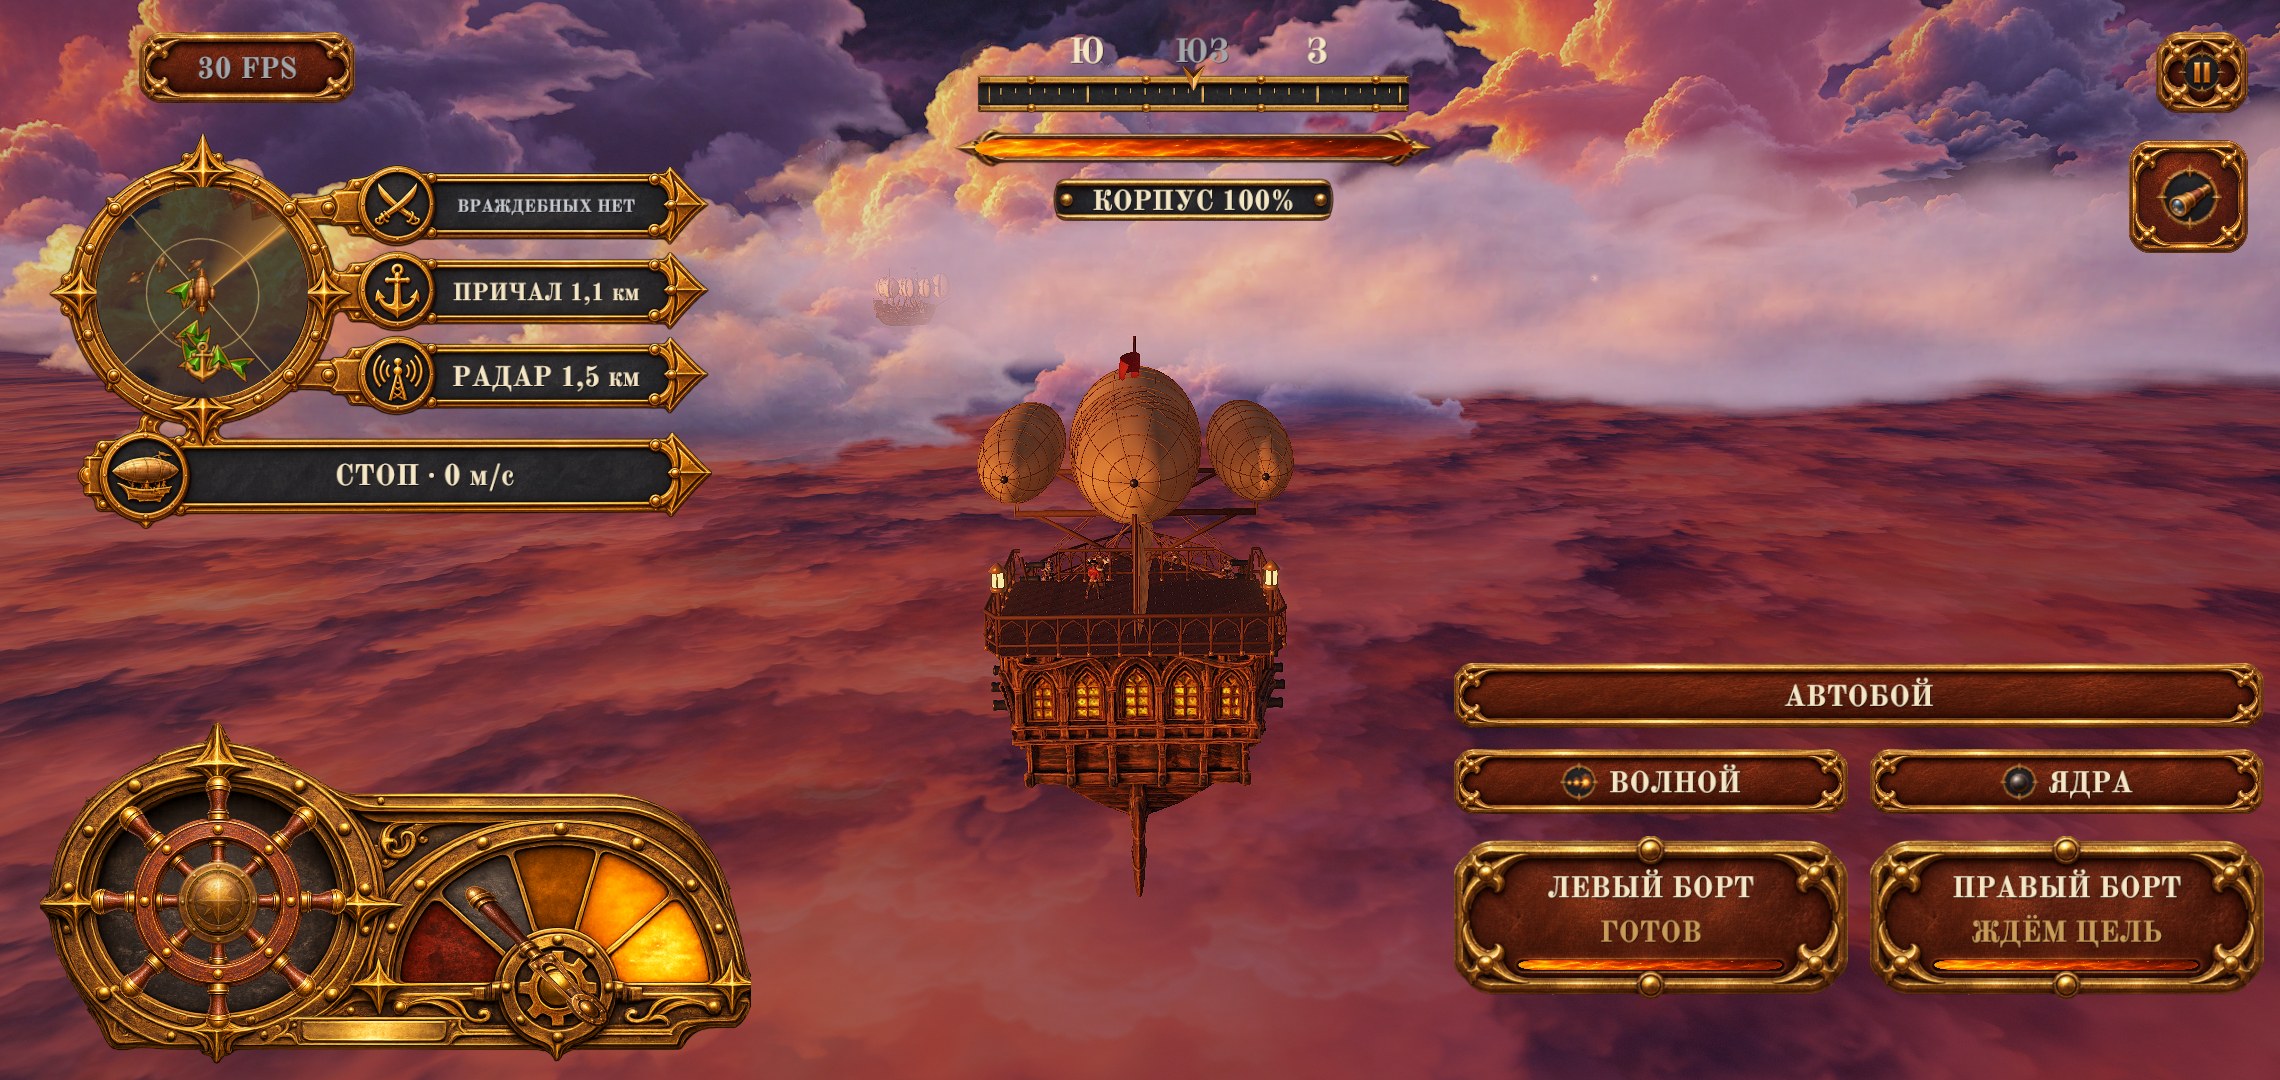 30 FPS
Ю ЮЗ З
КОРПУС 100%
ВРАЖДЕБНЫХ НЕТ
ПРИЧАЛ 1,1 км
РАДАР 1,5 км
СТОП · 0 м/с
АВТОБОЙ
ВОЛНОЙ
ЯДРА
ЛЕВЫЙ БОРТ
ГОТОВ
ПРАВЫЙ БОРТ
ЖДЁМ ЦЕЛЬ